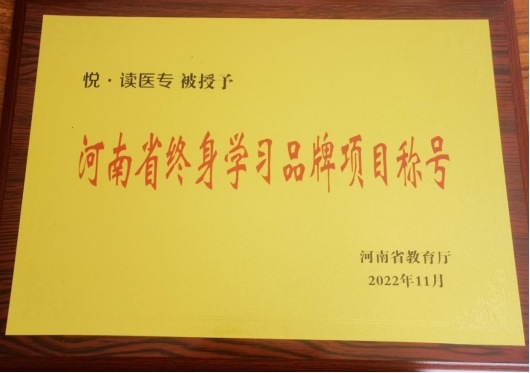 悦·读医专 被授予
河南省终身学习品牌项目称号
河南省教育厅
2022年11月